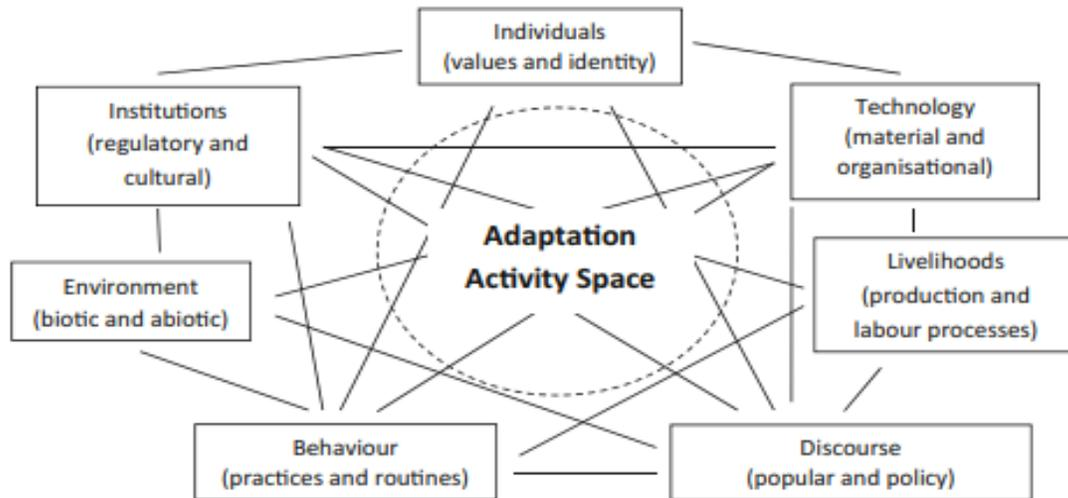 Individuals
(values and identity)
Institutions
(regulatory and
cultural)
Technology
(material and
organisational)
Adaptation
Activity Space
Environment
(biotic and abiotic)
Livelihoods
(production and
labour processes)
Behaviour
(practices and routines)
Discourse
(popular and policy)